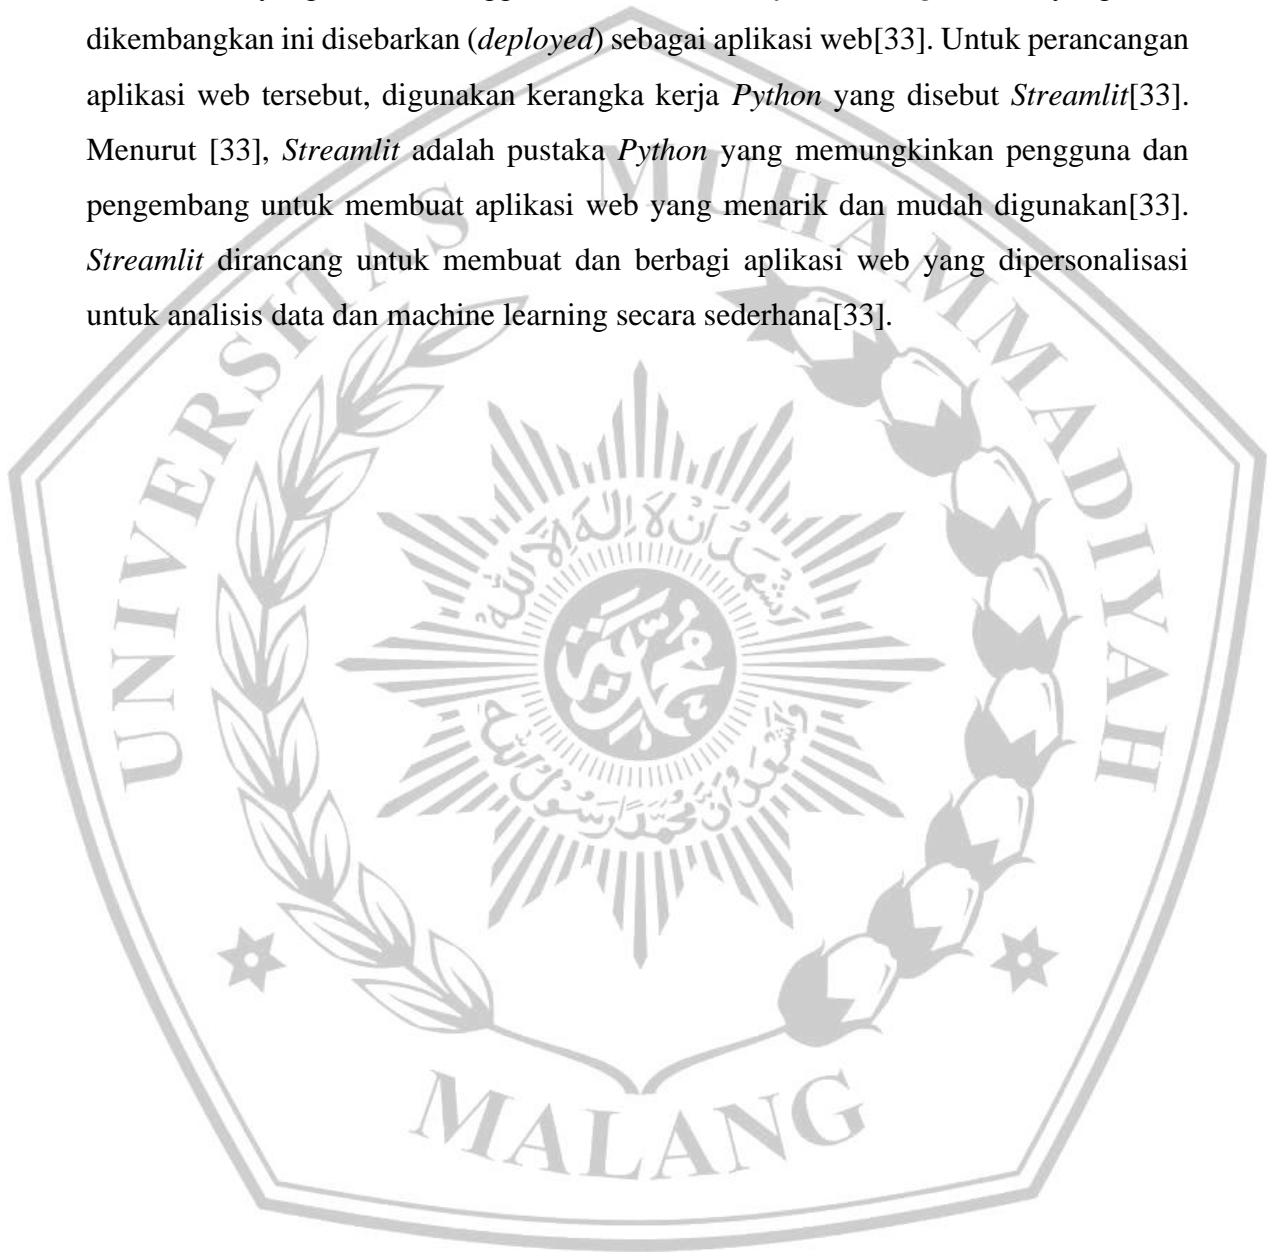 dikembangkan ini disebarkan (deployed) sebagai aplikasi web[33]. Untuk perancangan
aplikasi web tersebut, digunakan kerangka kerja Python yang disebut Streamlit[33].
Menurut [33], Streamlit adalah pustaka Python yang memungkinkan pengguna dan
pengembang untuk membuat aplikasi web yang menarik dan mudah digunakan[33].
Streamlit dirancang untuk membuat dan berbagi aplikasi web yang dipersonalisasi
untuk analisis data dan machine learning secara sederhana[33].
UNIVERSITAS MUHAMMADIYAH
MALANG